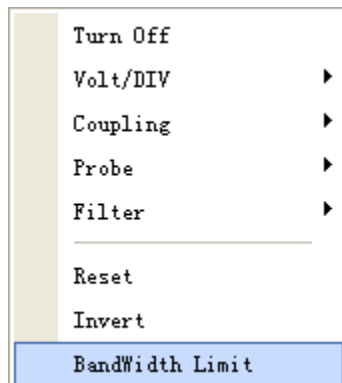 Turn Off
Volt/DIV
Coupling
Probe
Filter
Reset
Invert
BandWidth Limit